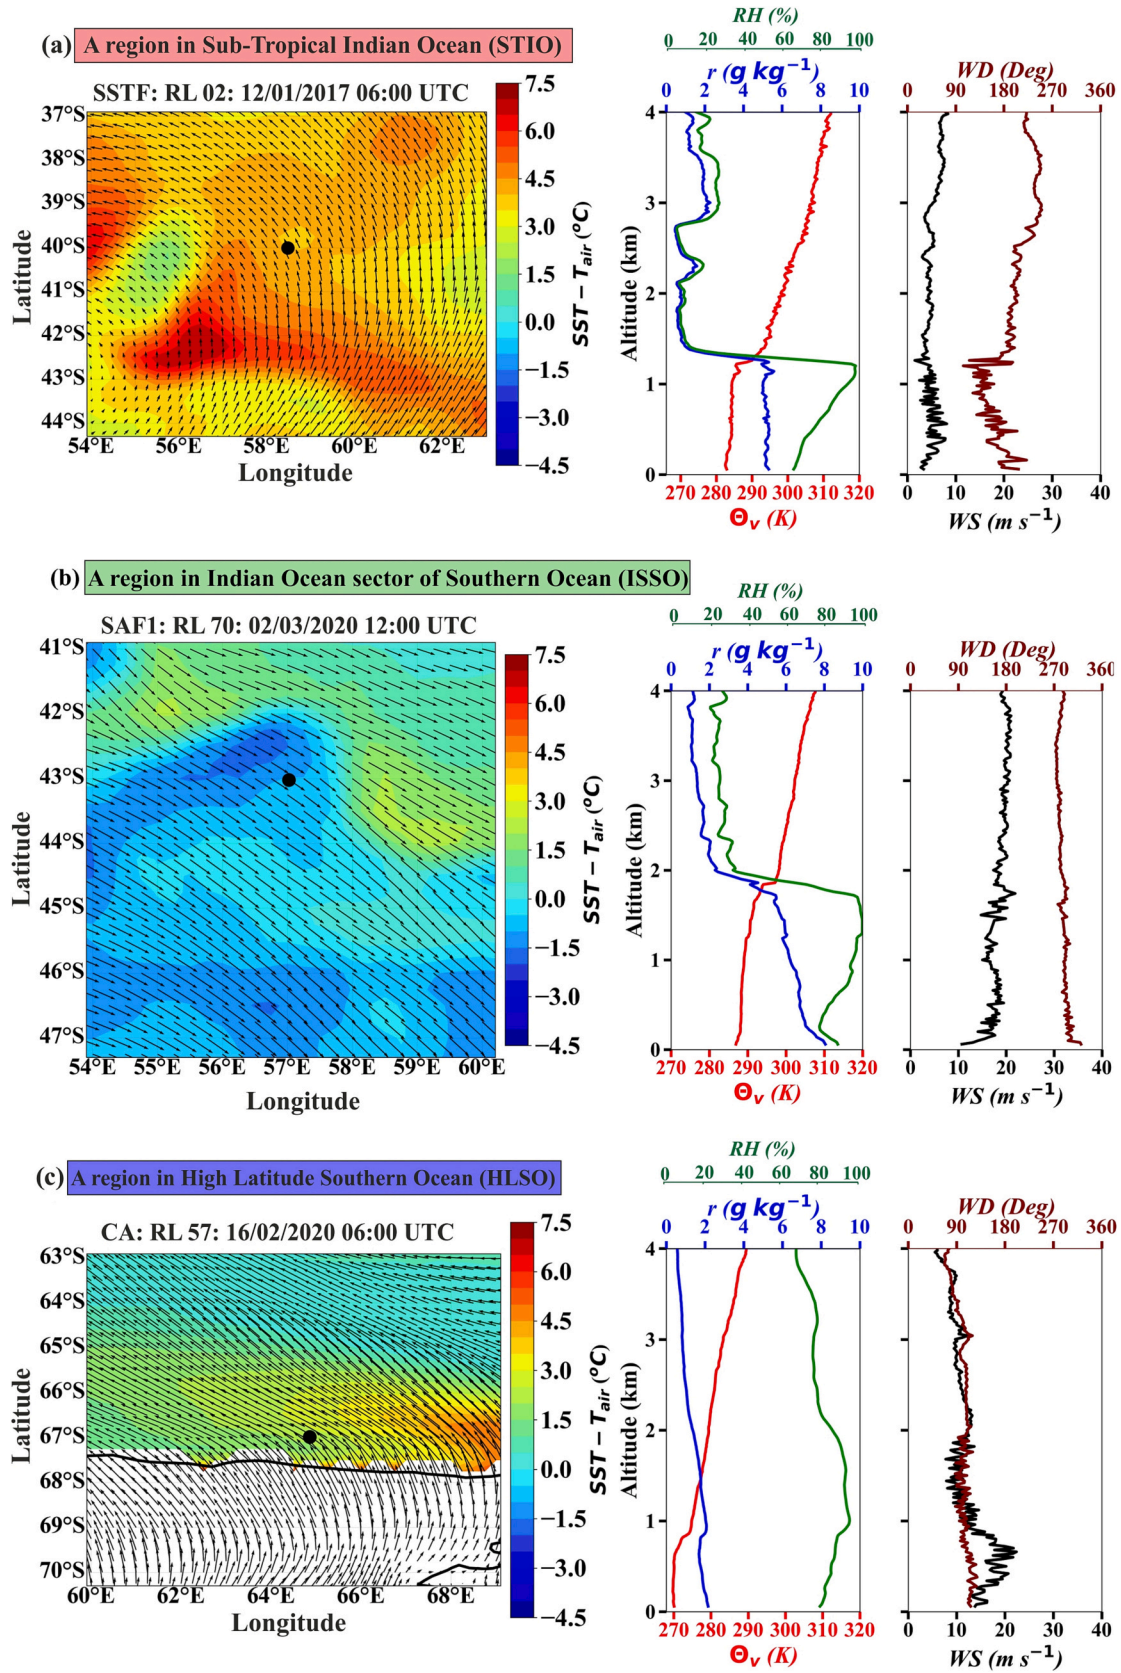 (a) A region in Sub-Tropical Indian Ocean (STIO)
SSTF: RL 02: 12/01/2017 06:00 UTC
37°S
38°S
39°S
40°S
41°S
42°S
43°S
44°S
54°E 56°E 58°E 60°E 62°E
Latitude
Longitude
7.5
6.0
4.5
3.0
1.5
0.0
−1.5
−3.0
−4.5
SST − Tair (°C)
RH (%)
0 20 40 60 80 100
r (g kg−1)
0 2 4 6 8 10
4
3
2
1
0
Altitude (km)
270 280 290 300 310 320
Θv (K)
WD (Deg)
0 90 180 270 360
0 10 20 30 40
WS (m s−1)
(b) A region in Indian Ocean sector of Southern Ocean (ISSO)
SAF1: RL 70: 02/03/2020 12:00 UTC
41°S
42°S
43°S
44°S
45°S
46°S
47°S
54°E 55°E 56°E 57°E 58°E 59°E 60°E
Latitude
Longitude
7.5
6.0
4.5
3.0
1.5
0.0
−1.5
−3.0
−4.5
SST − Tair (°C)
RH (%)
0 20 40 60 80 100
r (g kg−1)
0 2 4 6 8 10
4
3
2
1
0
Altitude (km)
270 280 290 300 310 320
Θv (K)
WD (Deg)
0 90 180 270 360
0 10 20 30 40
WS (m s−1)
(c) A region in High Latitude Southern Ocean (HLSO)
CA: RL 57: 16/02/2020 06:00 UTC
63°S
64°S
65°S
66°S
67°S
68°S
69°S
70°S
60°E 62°E 64°E 66°E 68°E
Latitude
Longitude
7.5
6.0
4.5
3.0
1.5
0.0
−1.5
−3.0
−4.5
SST − Tair (°C)
RH (%)
0 20 40 60 80 100
r (g kg−1)
0 2 4 6 8 10
4
3
2
1
0
Altitude (km)
270 280 290 300 310 320
Θv (K)
WD (Deg)
0 90 180 270 360
0 10 20 30 40
WS (m s−1)